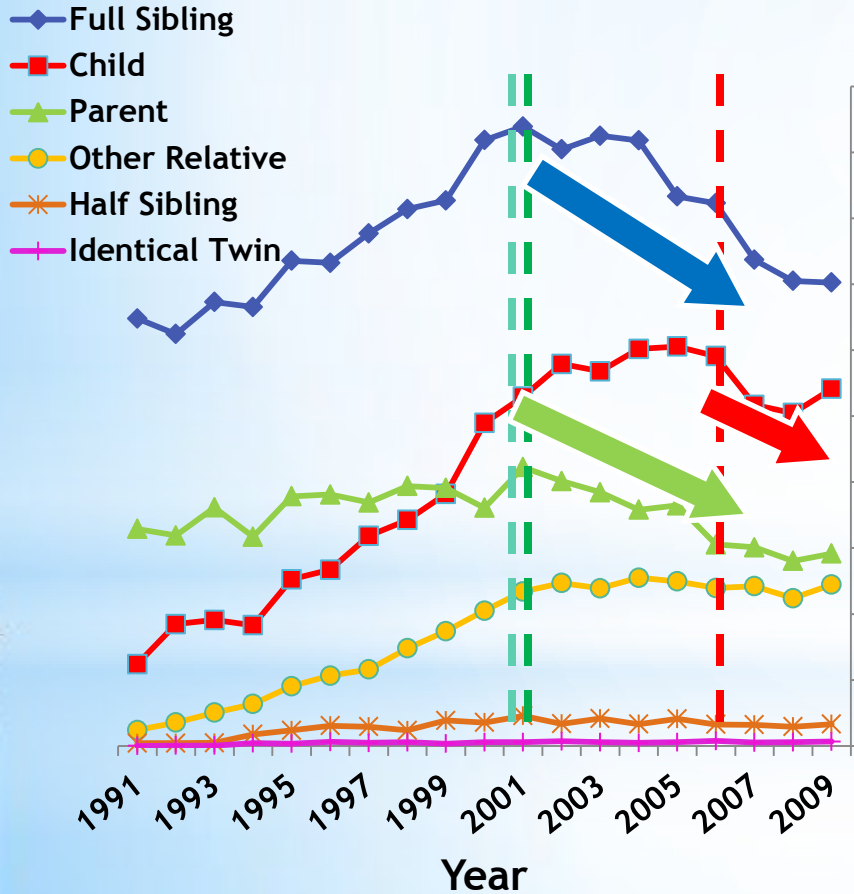 Full Sibling
Child
Parent
Other Relative
Half Sibling
Identical Twin
1991 1993 1995 1997 1999 2001 2003 2005 2007 2009
Year